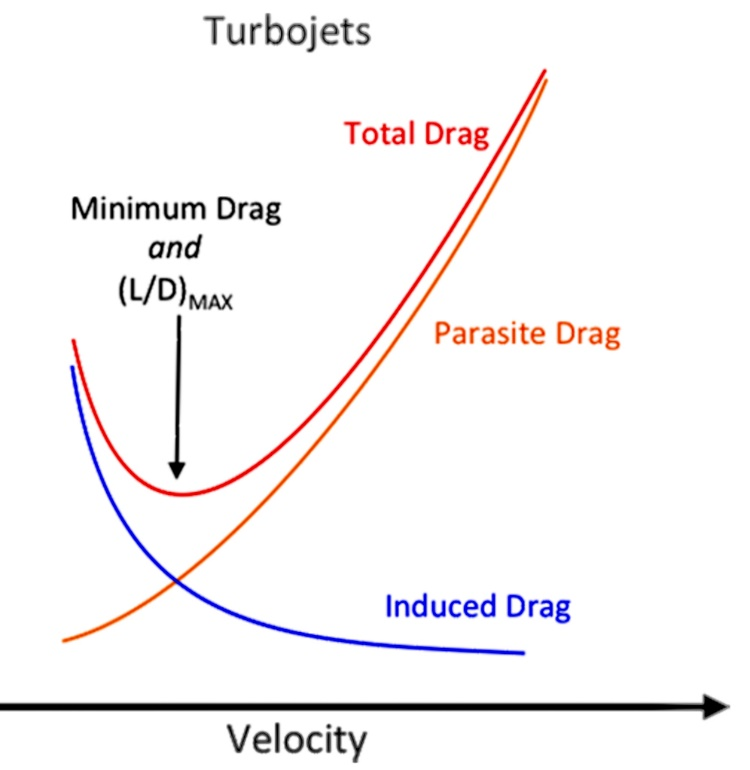 Turbojets
Total Drag
Minimum Drag
and
(L/D)MAX
Parasite Drag
Induced Drag
Velocity